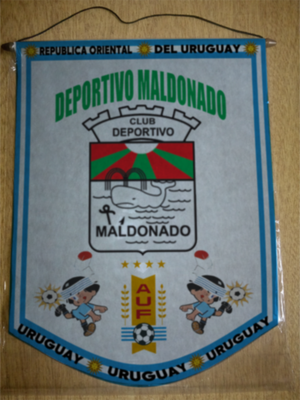 REPUBLICA ORIENTAL DEL URUGUAY
DEPORTIVO MALDONADO
CLUB
DEPORTIVO
MALDONADO
AUF
URUGUAY URUGUAY URUGUAY